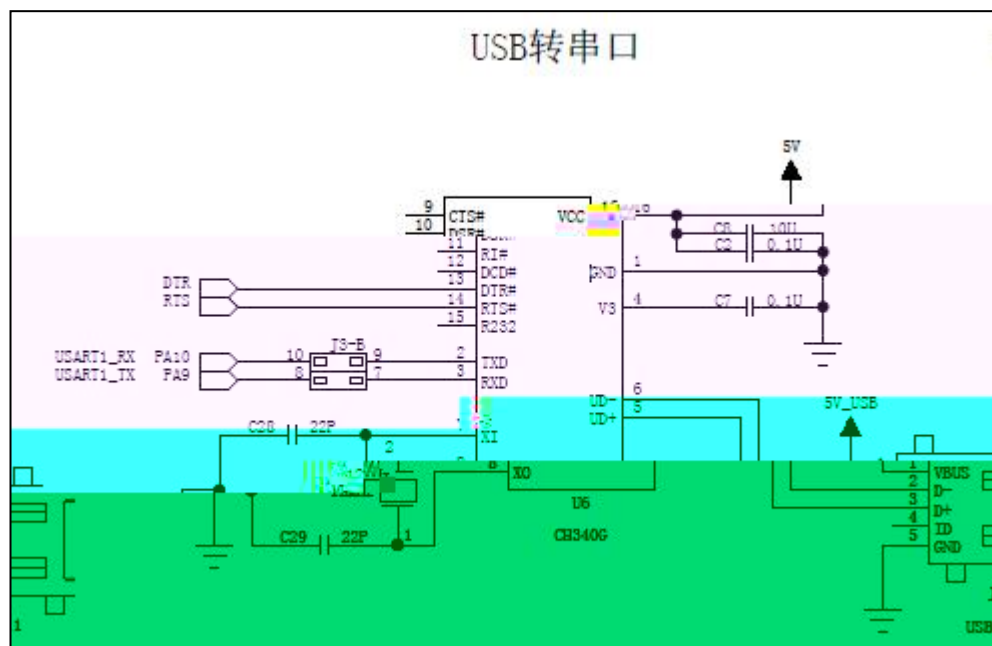 USB转串口
5V
9 CTS# VCC
10 DSR#
C8 10U
11 RI# C2 0.1U
12 DCD# GND 1
DTR 13 DTR#
RTS 14 RTS# V3 4 C7 0.1U
15 R232
J3-B
USART1_RX PA10 10 9 2 TXD
USART1_TX PA9 8 7 3 RXD
UD- 6
UD+ 5
5V_USB
C28 22P XI
2
1 VBUS
8 XO 2 D-
U6 3 D+
4 ID
C29 22P 1 CH340G 5 GND
1 USB